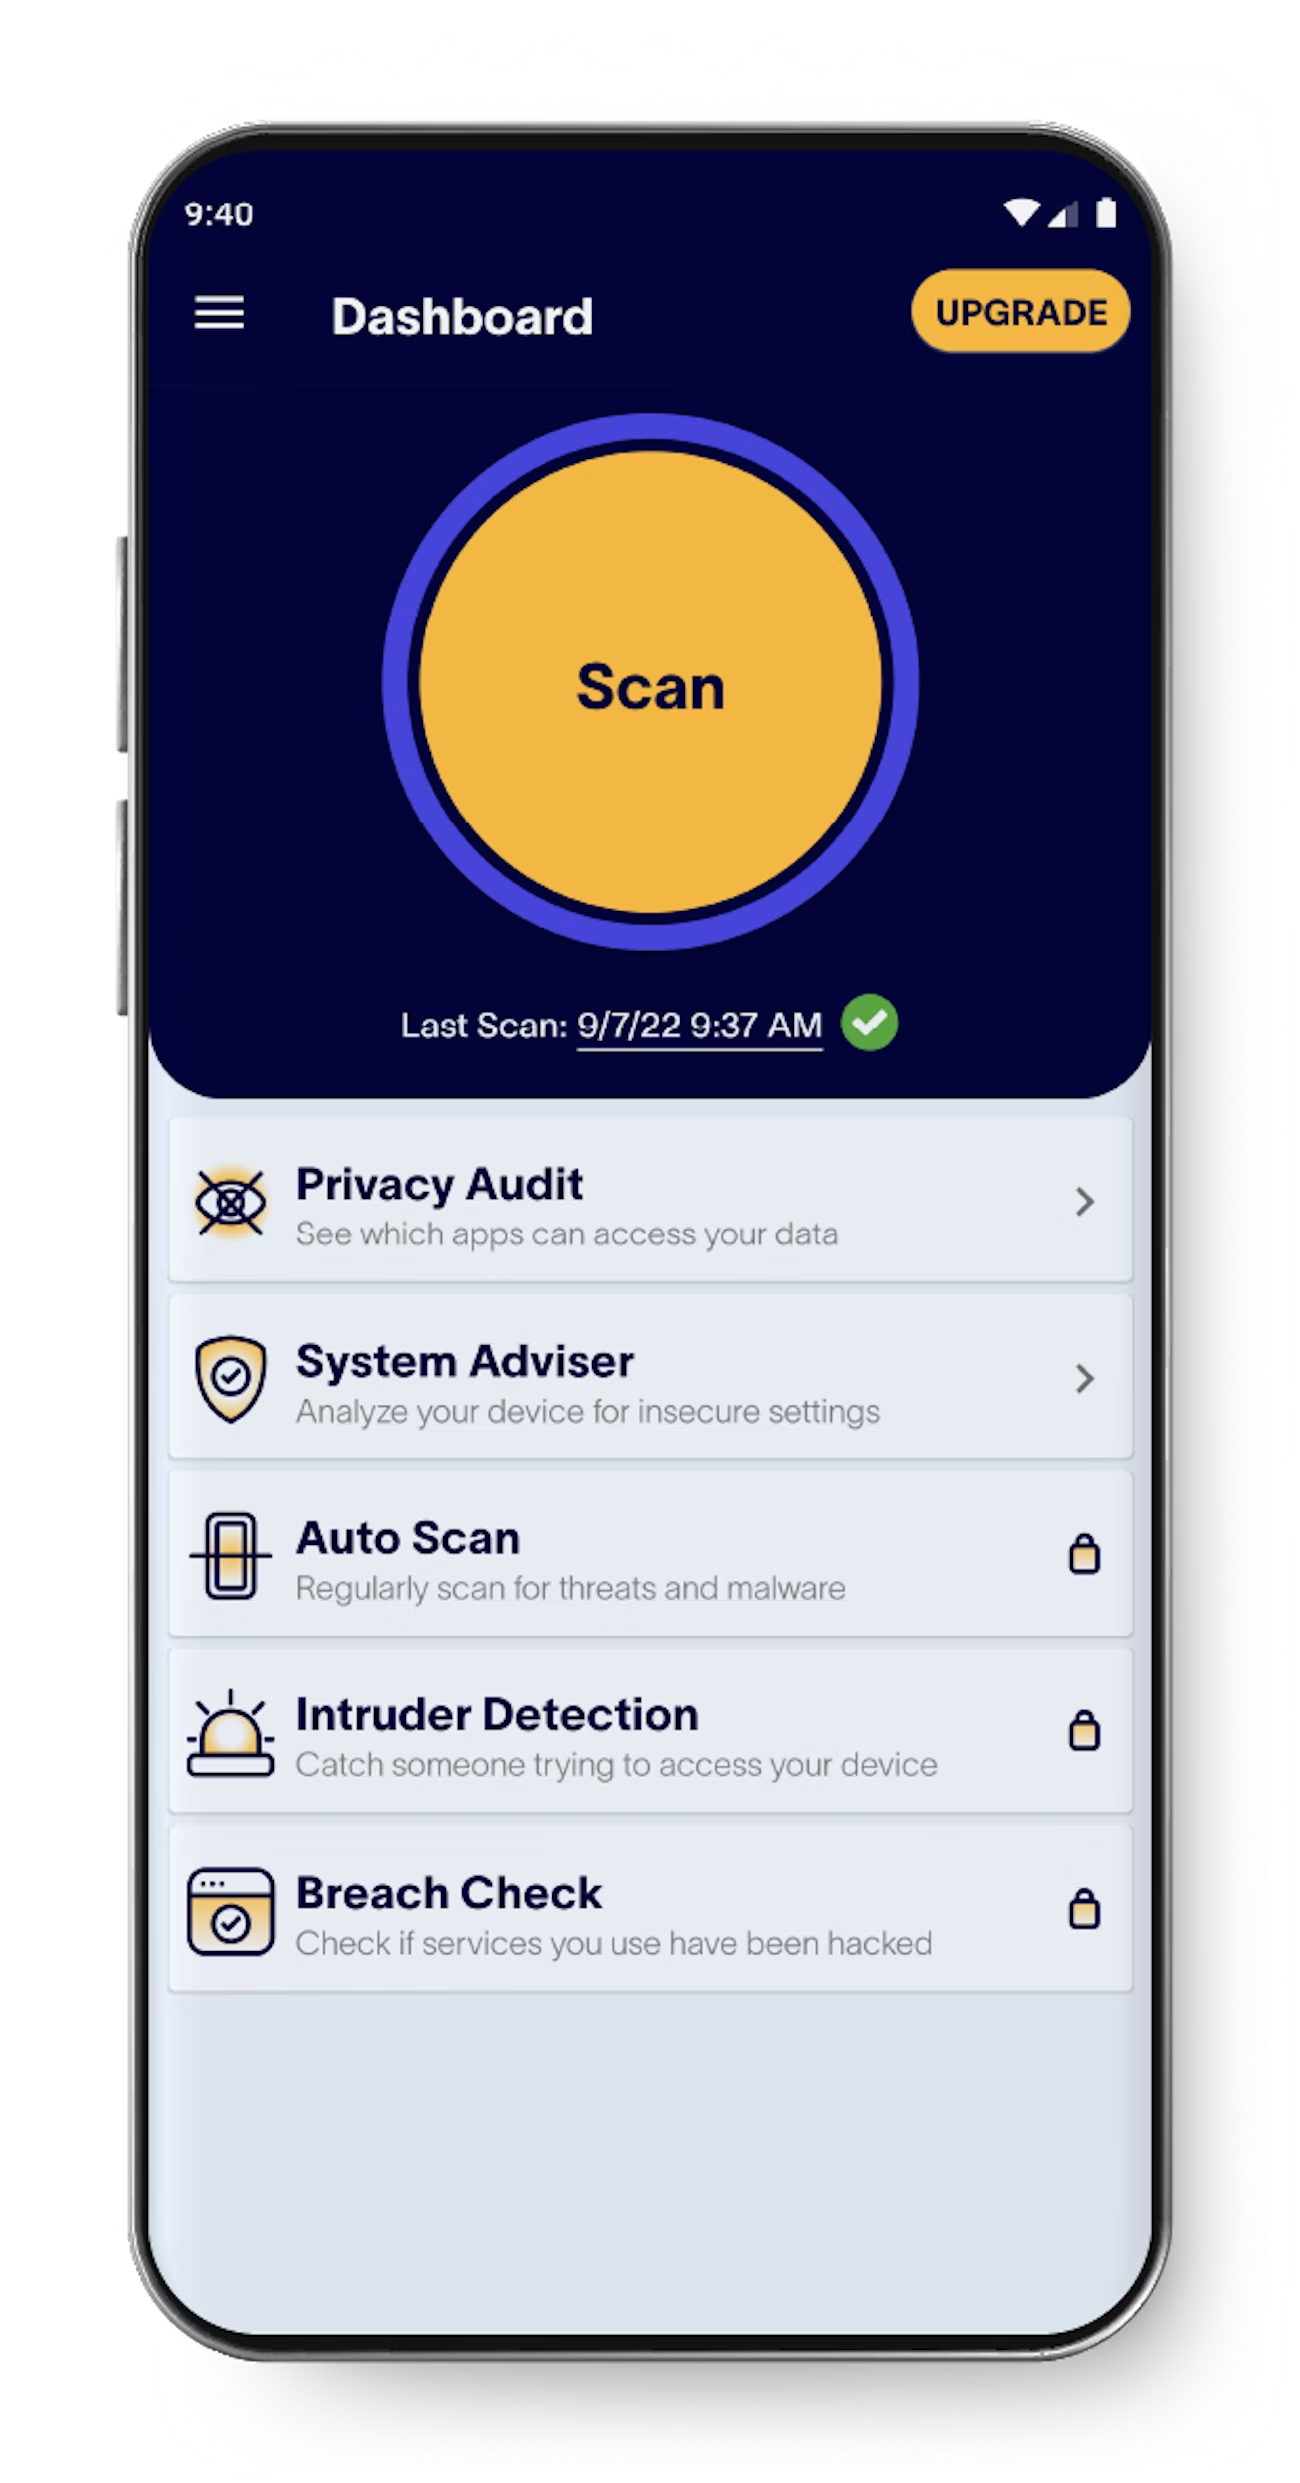 9:40
Dashboard
UPGRADE
Scan
Last Scan: 9/7/22 9:37 AM
Privacy Audit
See which apps can access your data
System Adviser
Analyze your device for insecure settings
Auto Scan
Regularly scan for threats and malware
Intruder Detection
Catch someone trying to access your device
Breach Check
Check if services you use have been hacked